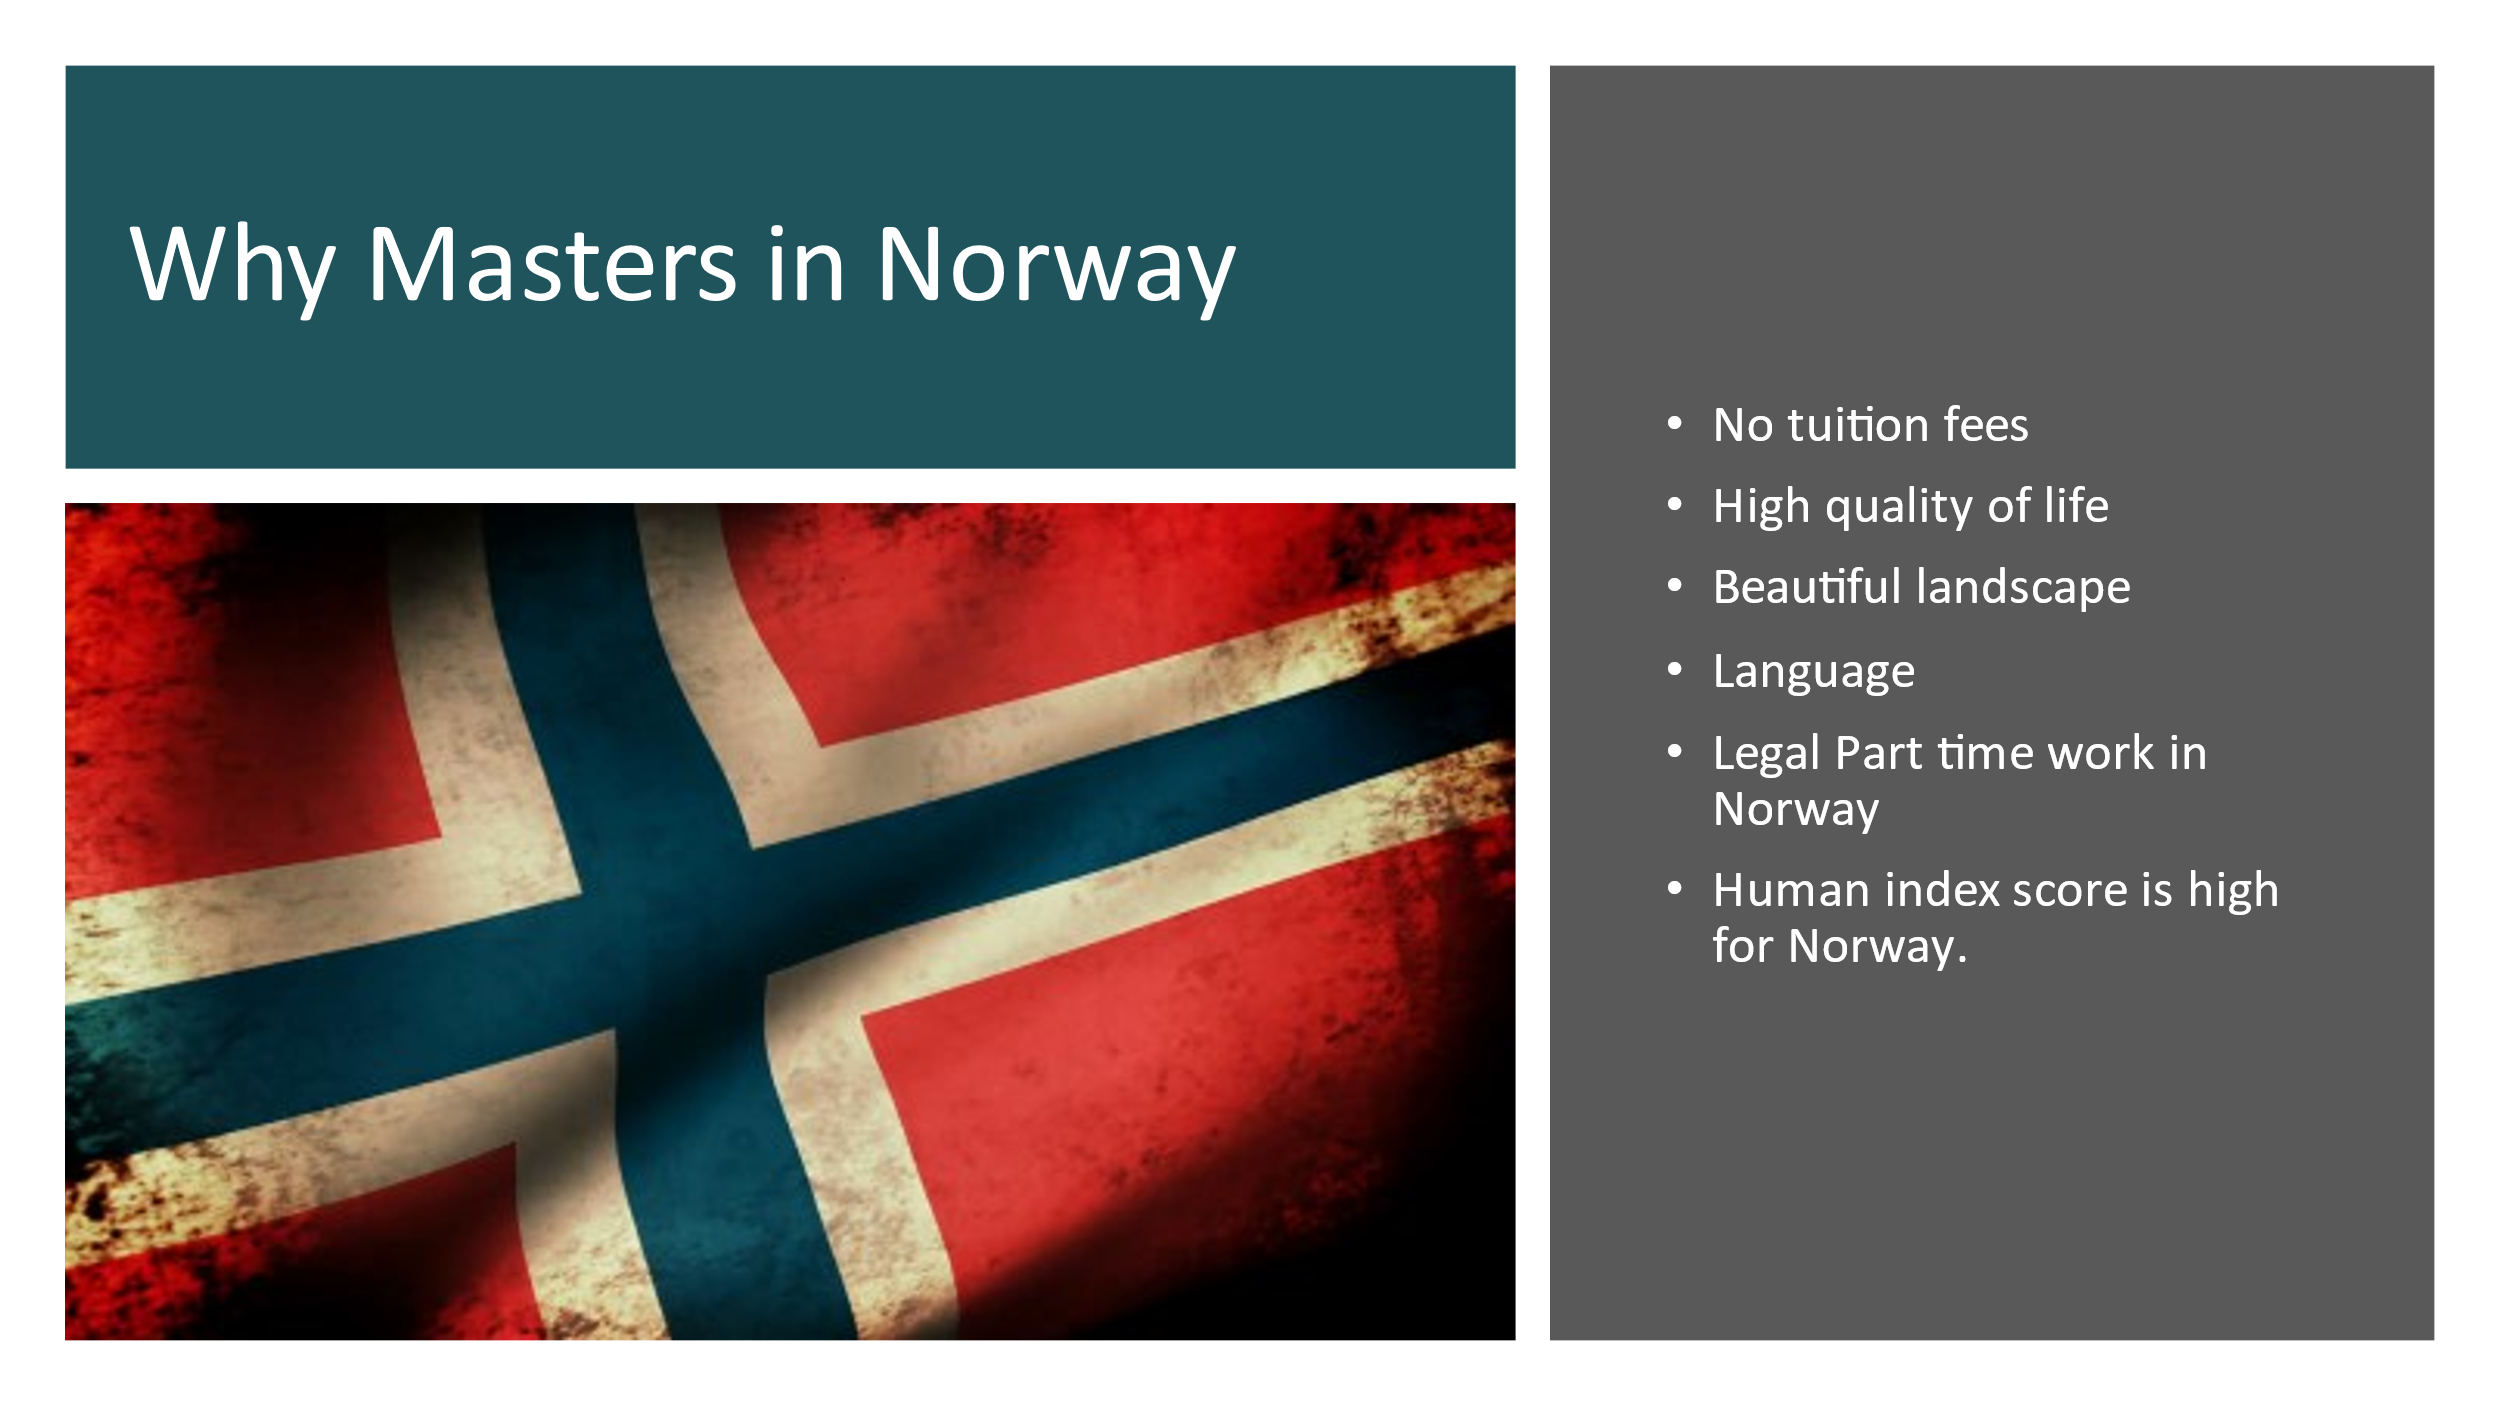 Why Masters in Norway
• No tuition fees
• High quality of life
• Beautiful landscape
• Language
• Legal Part time work in
Norway
• Human index score is high
for Norway.